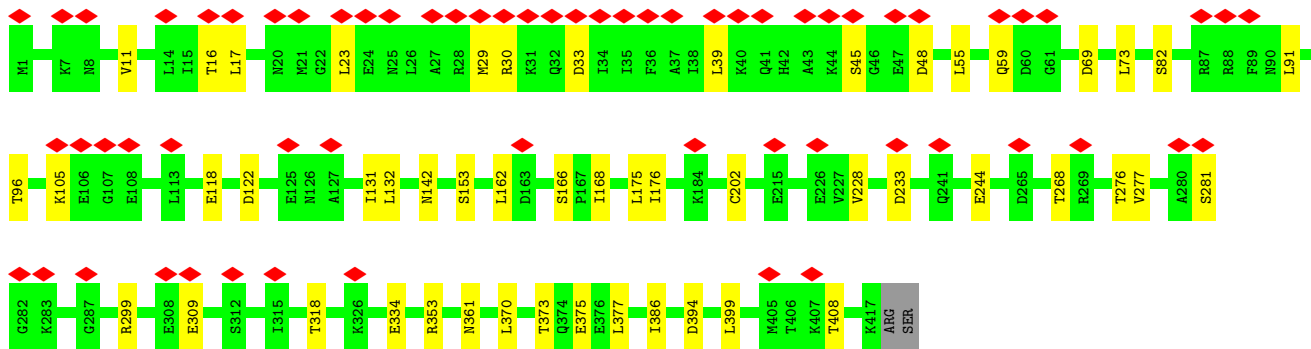 M1 K7 N8 V11 L14 I15 T16 L17 N20 M21 G22 L23 E24 N25 L26 A27 R28 M29 R30 K31 Q32 D33 I34 I35 F36 A37 I38 L39 K40 Q41 H42 A43 K44 S45 G46 E47 D48 L55 Q59 D60 G61 D69 L73 S82 R87 R88 F89 N90 L91
T96 K105 E106 G107 E108 L113 E118 D122 E125 N126 A127 I131 L132 N142 S153 L162 D163 S166 P167 I168 L175 I176 K184 C202 E215 E226 V227 V228 D233 Q241 E244 D265 T268 R269 T276 V277 A280 S281
G282 K283 G287 R299 E308 E309 S312 I315 T318 K326 E334 R353 N361 L370 T373 Q374 E375 E376 L377 I386 D394 L399 M405 T406 K407 T408 K417 ARG SER